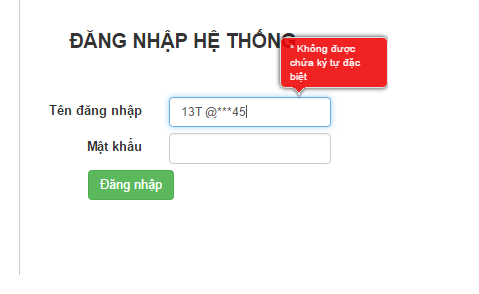 ĐĂNG NHẬP HỆ THỐNG
* Không được
chứa ký tự đặc
biệt
Tên đăng nhập
13T @***45
Mật khẩu
Đăng nhập